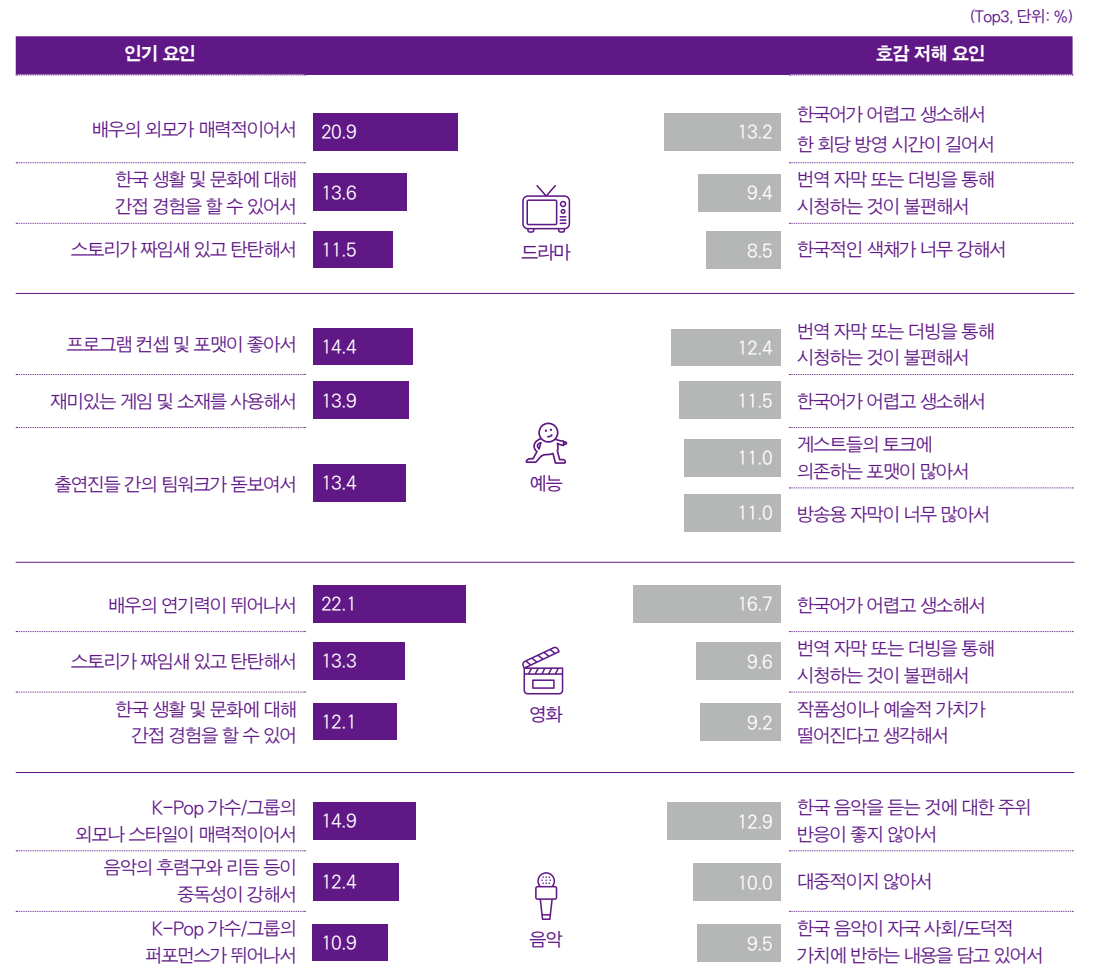 (Top3, 단위: %)
인기 요인
호감 저해 요인
배우의 외모가 매력적이어서
20.9
13.2
한국어가 어렵고 생소해서
한 회당 방영 시간이 길어서
한국 생활 및 문화에 대해
간접 경험을 할 수 있어서
13.6
9.4
번역 자막 또는 더빙을 통해
시청하는 것이 불편해서
스토리가 짜임새 있고 탄탄해서
11.5
드라마
8.5
한국적인 색채가 너무 강해서
프로그램 컨셉 및 포맷이 좋아서
14.4
12.4
번역 자막 또는 더빙을 통해
시청하는 것이 불편해서
재미있는 게임 및 소재를 사용해서
13.9
11.5
한국어가 어렵고 생소해서
출연진들 간의 팀워크가 돋보여서
13.4
예능
11.0
게스트들의 토크에
의존하는 포맷이 많아서
11.0
방송용 자막이 너무 많아서
배우의 연기력이 뛰어나서
22.1
16.7
한국어가 어렵고 생소해서
스토리가 짜임새 있고 탄탄해서
13.3
9.6
번역 자막 또는 더빙을 통해
시청하는 것이 불편해서
한국 생활 및 문화에 대해
간접 경험을 할 수 있어
12.1
영화
9.2
작품성이나 예술적 가치가
떨어진다고 생각해서
K-Pop 가수/그룹의
외모나 스타일이 매력적이어서
14.9
12.9
한국 음악을 듣는 것에 대한 주위
반응이 좋지 않아서
음악의 후렴구와 리듬 등이
중독성이 강해서
12.4
10.0
대중적이지 않아서
K-Pop 가수/그룹의
퍼포먼스가 뛰어나서
10.9
음악
9.5
한국 음악이 자국 사회/도덕적
가치에 반하는 내용을 담고 있어서